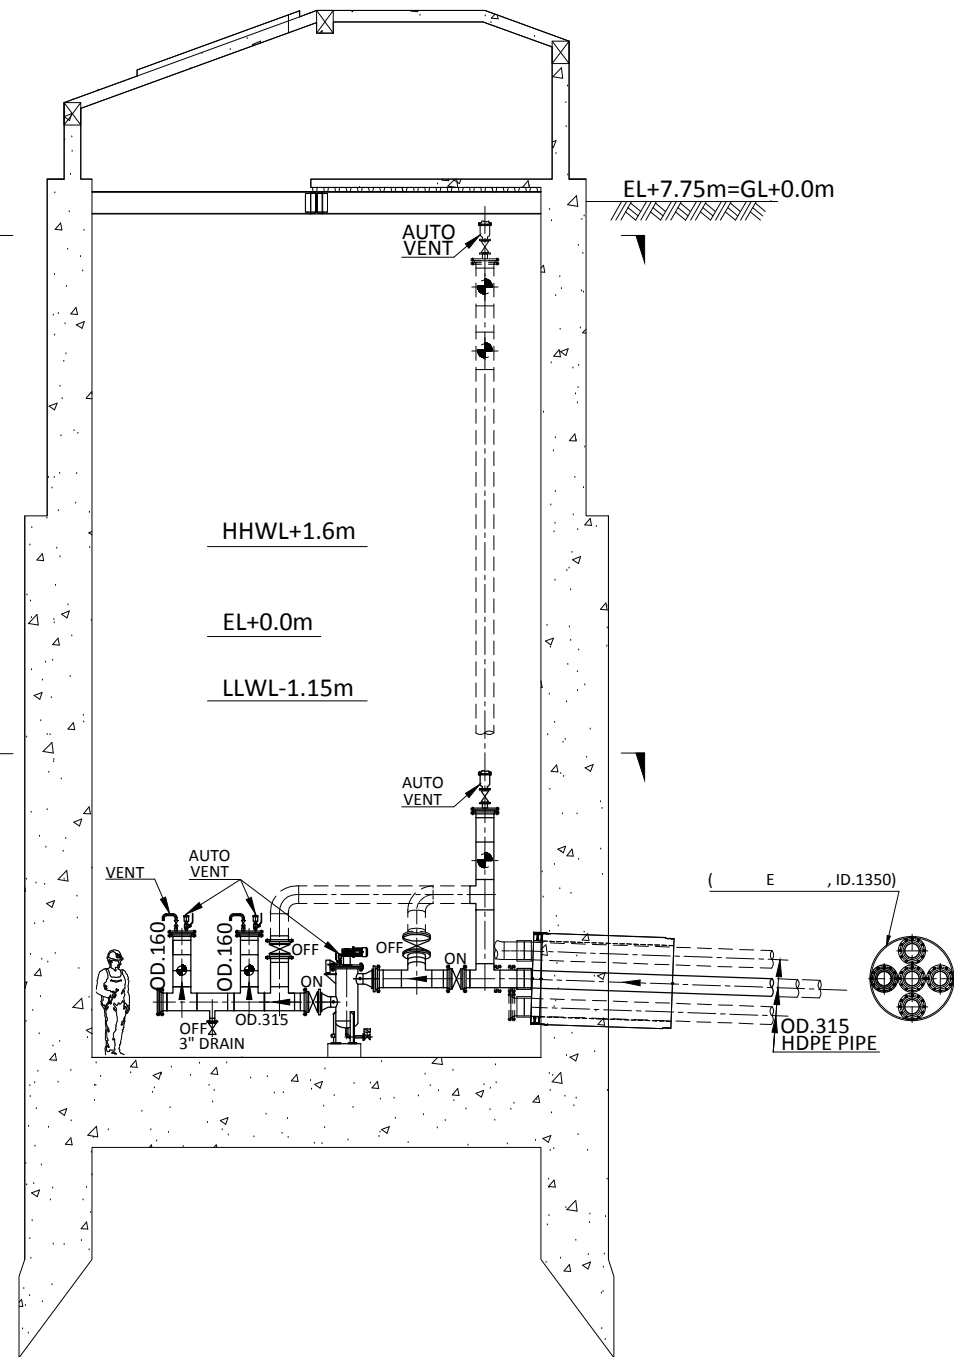 EL+7.75m=GL+0.0m
AUTO
VENT
HHWL+1.6m
EL+0.0m
LLWL-1.15m
AUTO
VENT
AUTO
VENT
VENT
( E , ID.1350)
OD.160
OD.160
OFF
OFF
ON
ON
OD.315
OFF
3" DRAIN
OD.315
HDPE PIPE